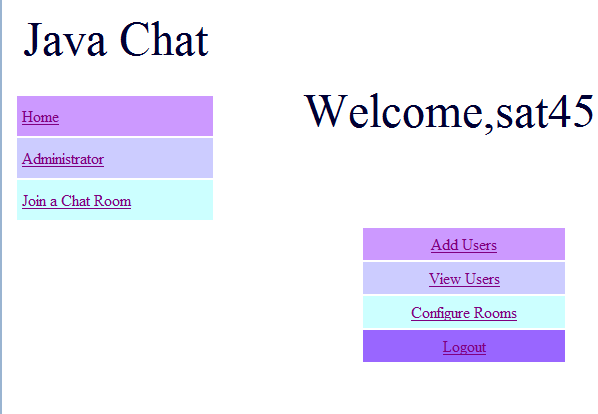 Java Chat
Welcome,sat45
Home
Administrator
Join a Chat Room
Add Users
View Users
Configure Rooms
Logout